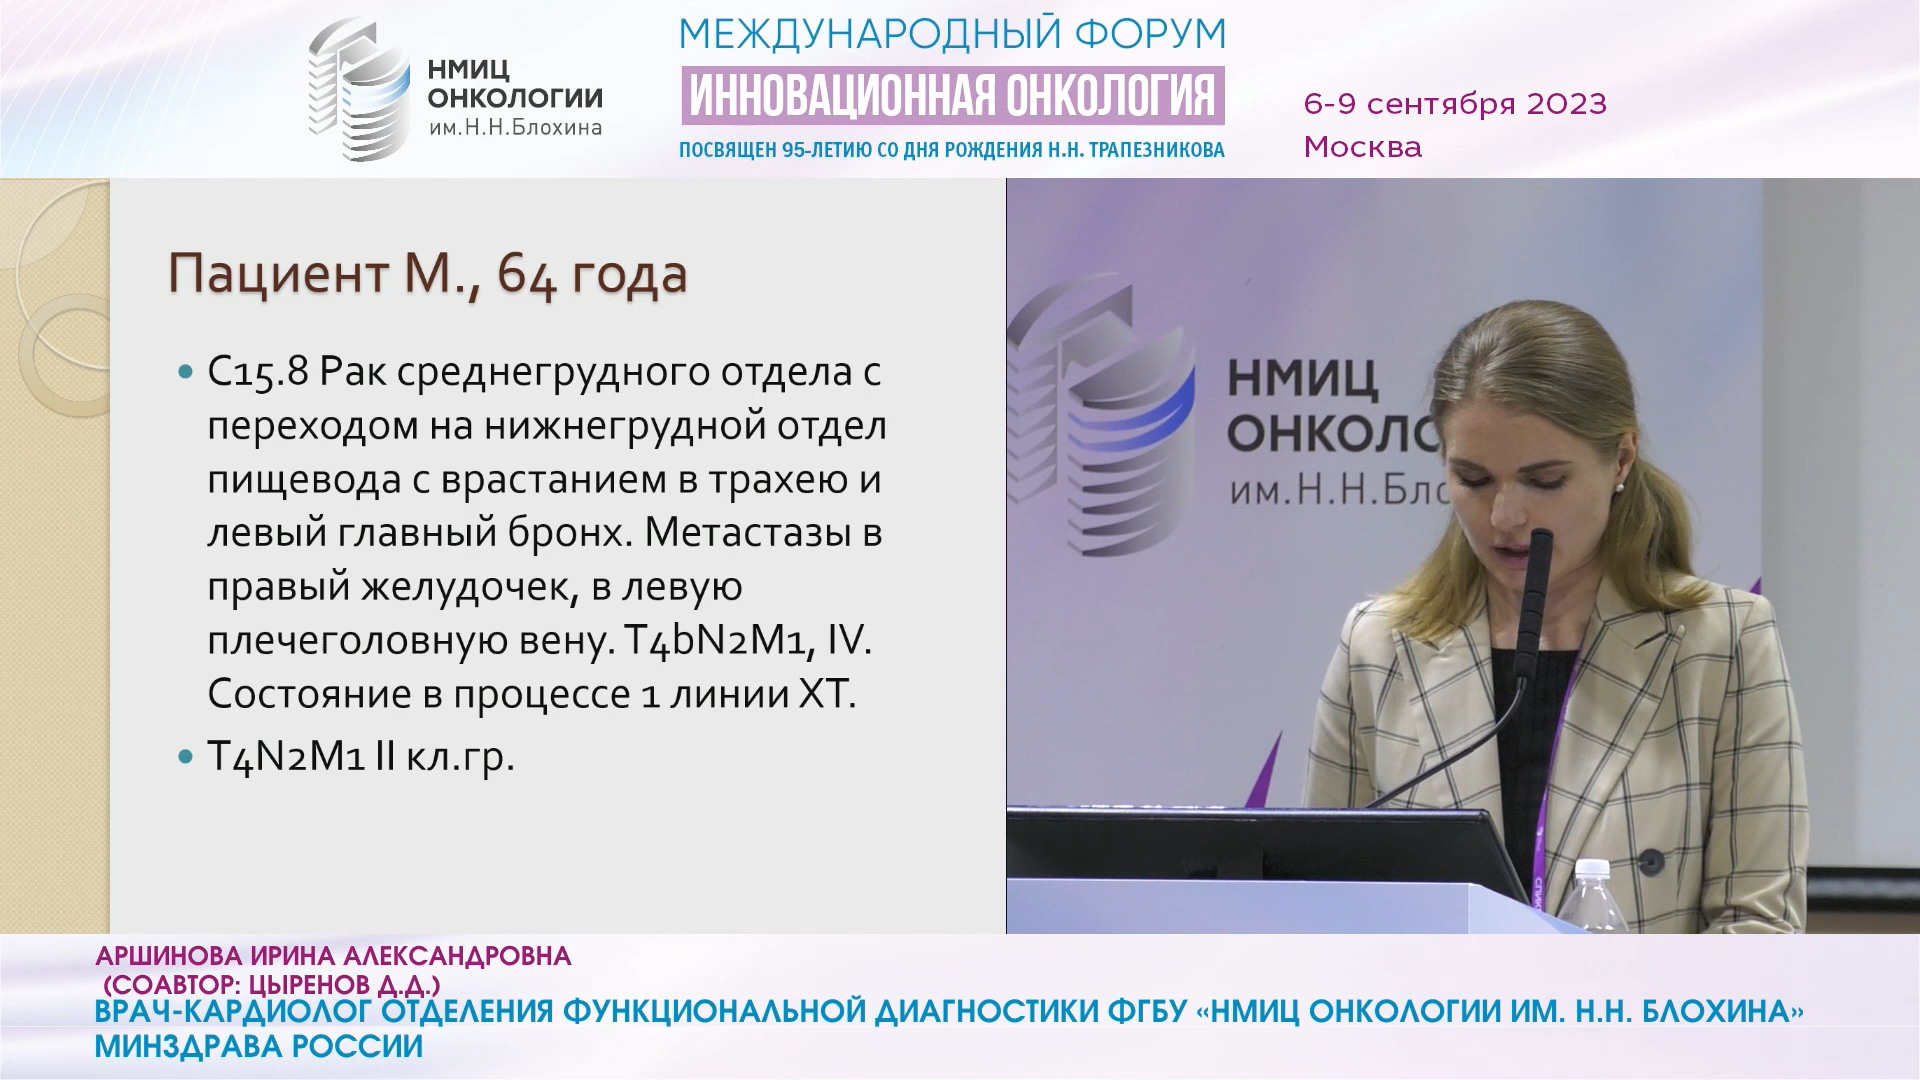 НМИЦ
ОНКОЛОГИИ
им.Н.Н.Блохина
МЕЖДУНАРОДНЫЙ ФОРУМ
ИННОВАЦИОННАЯ ОНКОЛОГИЯ
ПОСВЯЩЕН 95-ЛЕТИЮ СО ДНЯ РОЖДЕНИЯ Н.Н. ТРАПЕЗНИКОВА
6-9 сентября 2023
Москва
Пациент М., 64 года
• С15.8 Рак среднегрудного отдела с
переходом на нижнегрудной отдел
пищевода с врастанием в трахею и
левый главный бронх. Метастазы в
правый желудочек, в левую
плечеголовную вену. T4bN2M1, IV.
Состояние в процессе 1 линии ХТ.
• T4N2M1 II кл.гр.
НМИЦ
ОНКОЛО
им.Н.Н.Бло
АРШИНОВА ИРИНА АЛЕКСАНДРОВНА
(СОАВТОР: ЦЫРЕНОВ Д.Д.)
ВРАЧ-КАРДИОЛОГ ОТДЕЛЕНИЯ ФУНКЦИОНАЛЬНОЙ ДИАГНОСТИКИ ФГБУ «НМИЦ ОНКОЛОГИИ ИМ. Н.Н. БЛОХИНА»
МИНЗДРАВА РОССИИ